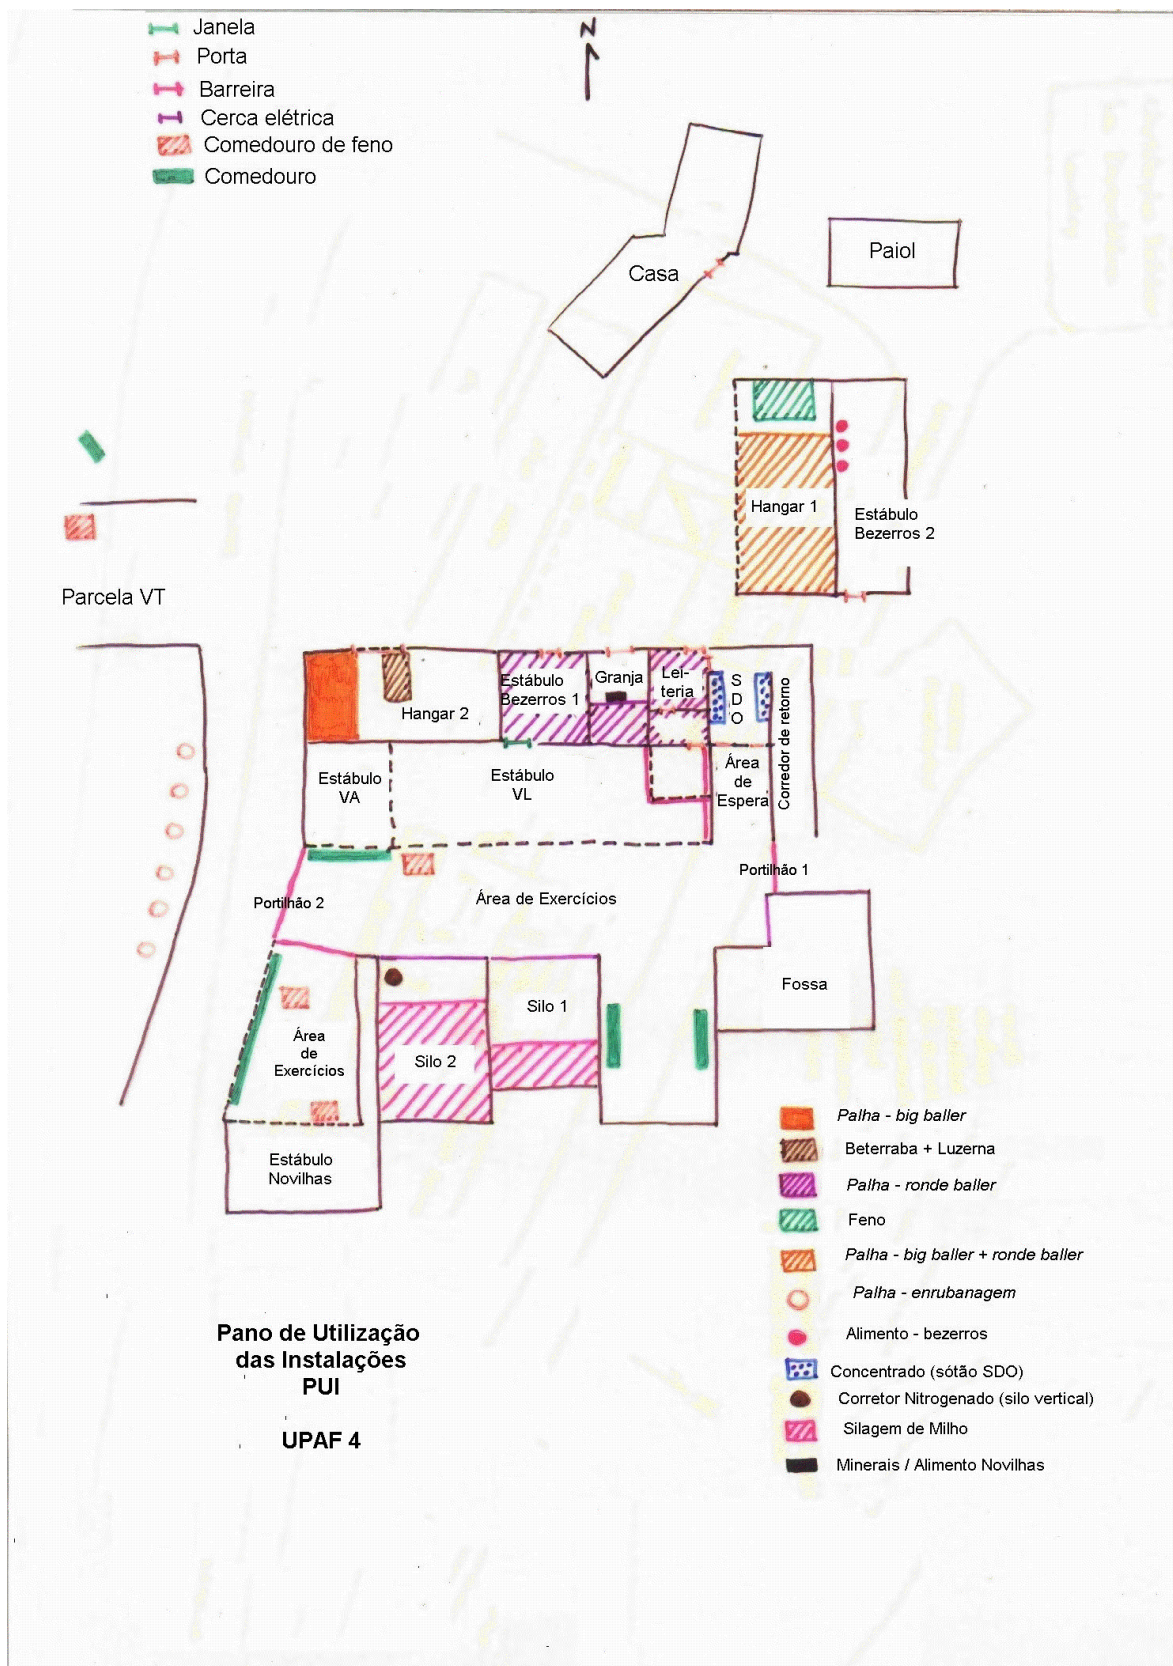 Janela
Porta
Barreira
Cerca elétrica
Comedouro de feno
Comedouro
N
Casa
Paiol
Hangar 1
Estábulo
Bezerros 2
Parcela VT
Estábulo
Bezerros 1
Granja
Lei-
teria
S
D
O
Corredor de retorno
Hangar 2
Estábulo
VA
Estábulo
VL
Área
de
Espera
Portilhão 1
Portilhão 2
Área de Exercícios
Fossa
Silo 1
Silo 2
Área
de
Exercícios
Estábulo
Novilhas
Palha - big baller
Beterraba + Luzerna
Palha - ronde baller
Feno
Palha - big baller + ronde baller
Palha - enrubanagem
Alimento - bezerros
Concentrado (sótão SDO)
Corretor Nitrogenado (silo vertical)
Silagem de Milho
Minerais / Alimento Novilhas
Pano de Utilização
das Instalações
PUI
UPAF 4